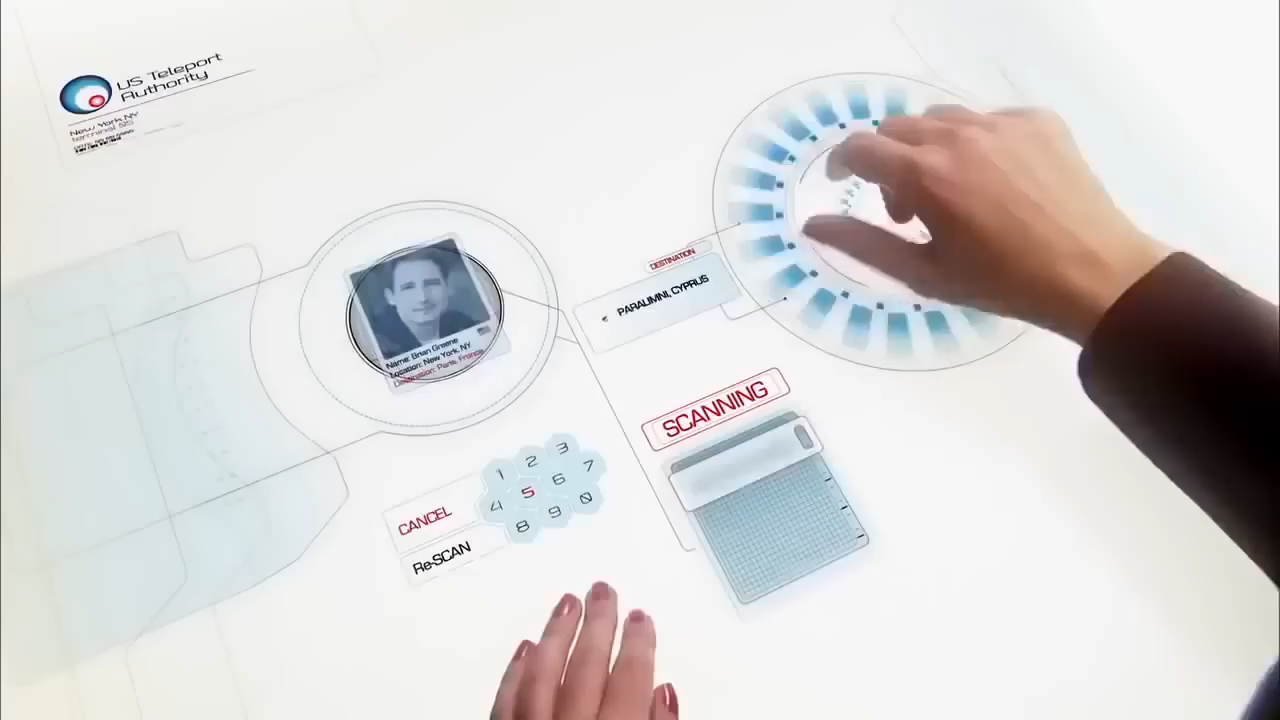 US Teleport
Authority
New York, NY
terminal
Name: Brian Greene
Location: New York, NY
Destination: Paris, France
DESTINATION
PARALIMNI, CYPRUS
SCANNING
1 2 3
4 5 6 7
8 9 0
CANCEL
Re-SCAN